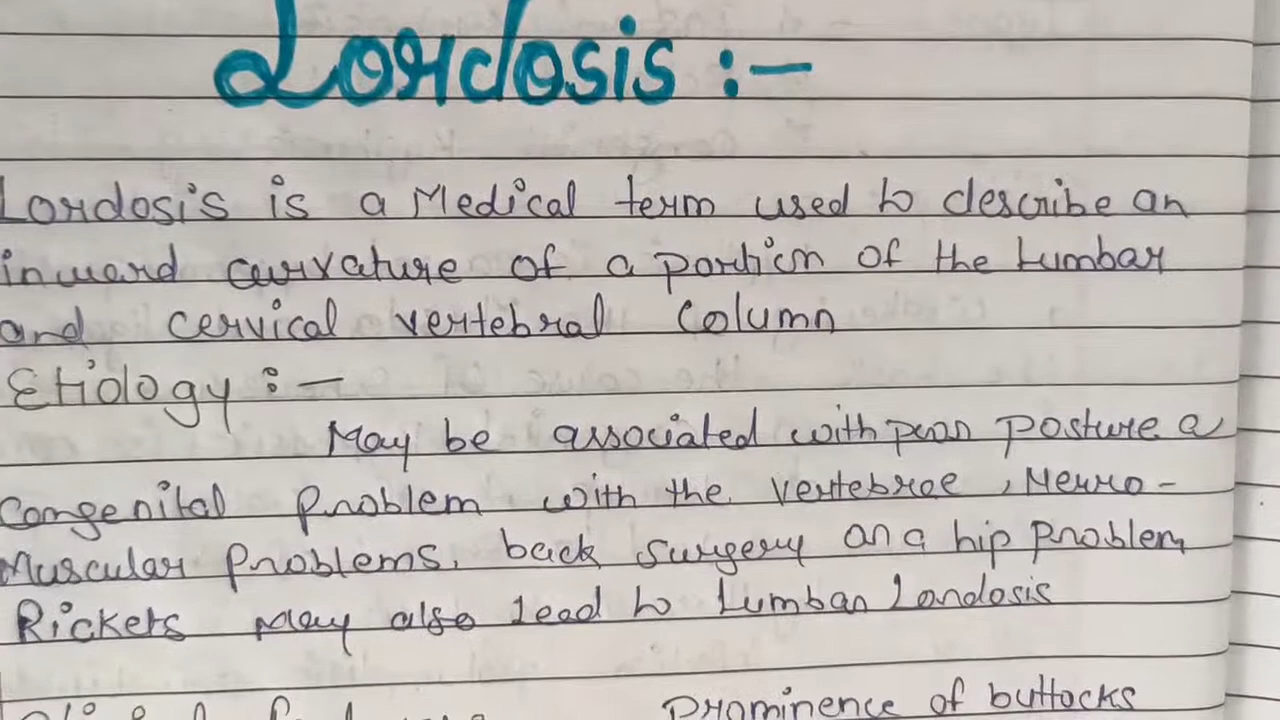 Lordosis :-
Lordosis is a Medical term used to describe an
inward curvature of a portion of the Lumbar
and cervical vertebral column
Etiology :-
May be associated with poor posture a
Congenital Problem with the vertebrae, Neuro-
Muscular Problems, back surgery or a hip problem
Rickets May also lead to Lumbar Lordosis
Prominence of buttocks